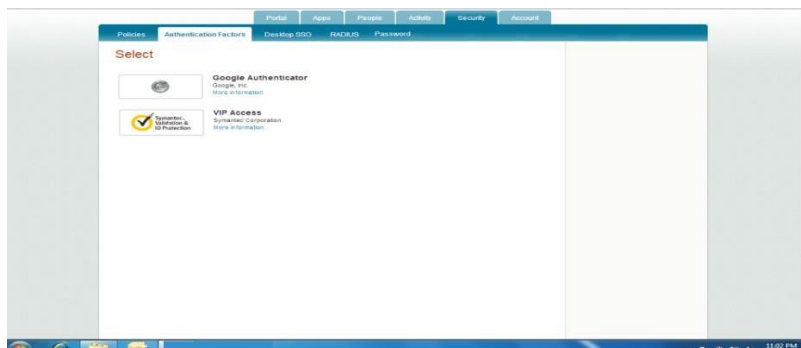 Portal Apps People Activity Security Account
Policies Authentication Factors Desktop SSO RADIUS Password
Select
Google Authenticator
Google, Inc.
More information
Symantec.
Validation &
ID Protection
VIP Access
Symantec Corporation
More information
11:02 PM